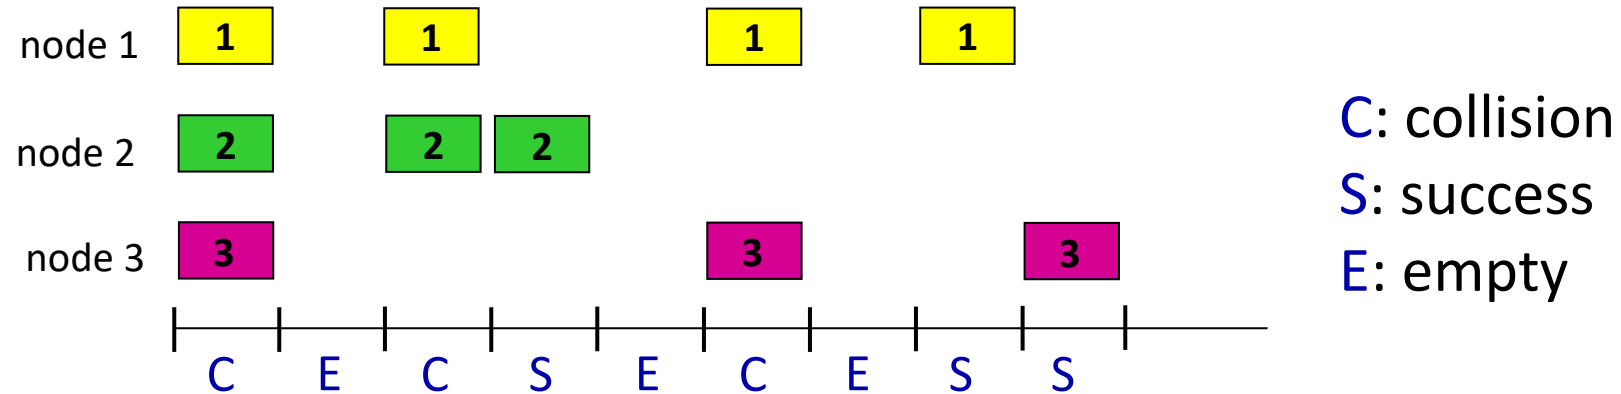 node 1 1 1 1 1
node 2 2 2 2
node 3 3 3 3
C E C S E C E S S
C: collision
S: success
E: empty